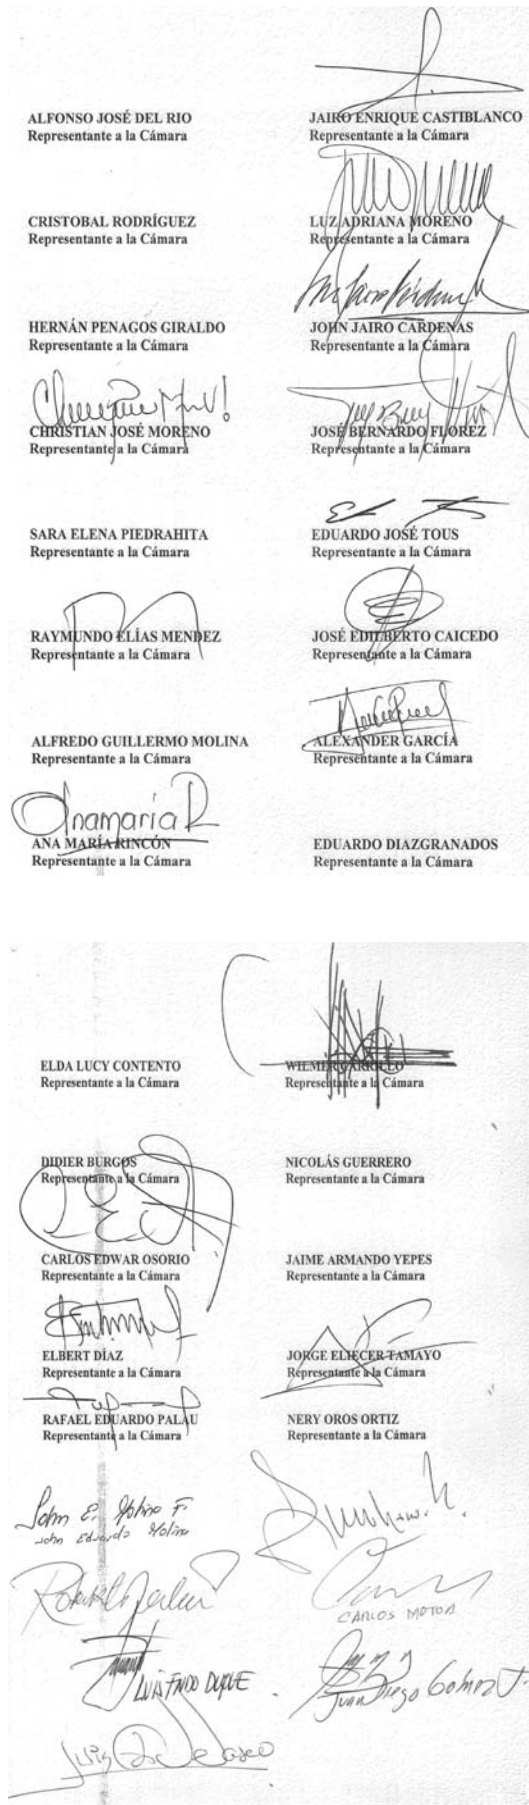 ALFONSO JOSÉ DEL RIO
Representante a la Cámara
JAIRO ENRIQUE CASTIBLANCO
Representante a la Cámara
CRISTOBAL RODRÍGUEZ
Representante a la Cámara
LUZ ADRIANA MORENO
Representante a la Cámara
HERNÁN PENAGOS GIRALDO
Representante a la Cámara
JOHN JAIRO CARDENAS
Representante a la Cámara
CHRISTIAN JOSÉ MORENO
Representante a la Cámara
JOSÉ BERNARDO FLOREZ
Representante a la Cámara
SARA ELENA PIEDRAHITA
Representante a la Cámara
EDUARDO JOSÉ TOUS
Representante a la Cámara
RAYMUNDO ELÍAS MENDEZ
Representante a la Cámara
JOSÉ EDILBERTO CAICEDO
Representante a la Cámara
ALFREDO GUILLERMO MOLINA
Representante a la Cámara
ALEXANDER GARCÍA
Representante a la Cámara
Anamaría R
ANA MARÍA RINCÓN
Representante a la Cámara
EDUARDO DIAZGRANADOS
Representante a la Cámara
ELDA LUCY CONTENTO
Representante a la Cámara
WILMER CARRILLO
Representante a la Cámara
DIDIER BURGOS
Representante a la Cámara
NICOLÁS GUERRERO
Representante a la Cámara
CARLOS EDWAR OSORIO
Representante a la Cámara
JAIME ARMANDO YEPES
Representante a la Cámara
ELBERT DÍAZ
Representante a la Cámara
JORGE ELIECER TAMAYO
Representante a la Cámara
RAFAEL EDUARDO PALAU
Representante a la Cámara
NERY OROS ORTIZ
Representante a la Cámara
John E. Molina F.
John Eduardo Molina
CARLOS MOTOA
LUIS FNDO DUQUE
Juan Diego Gómez J.